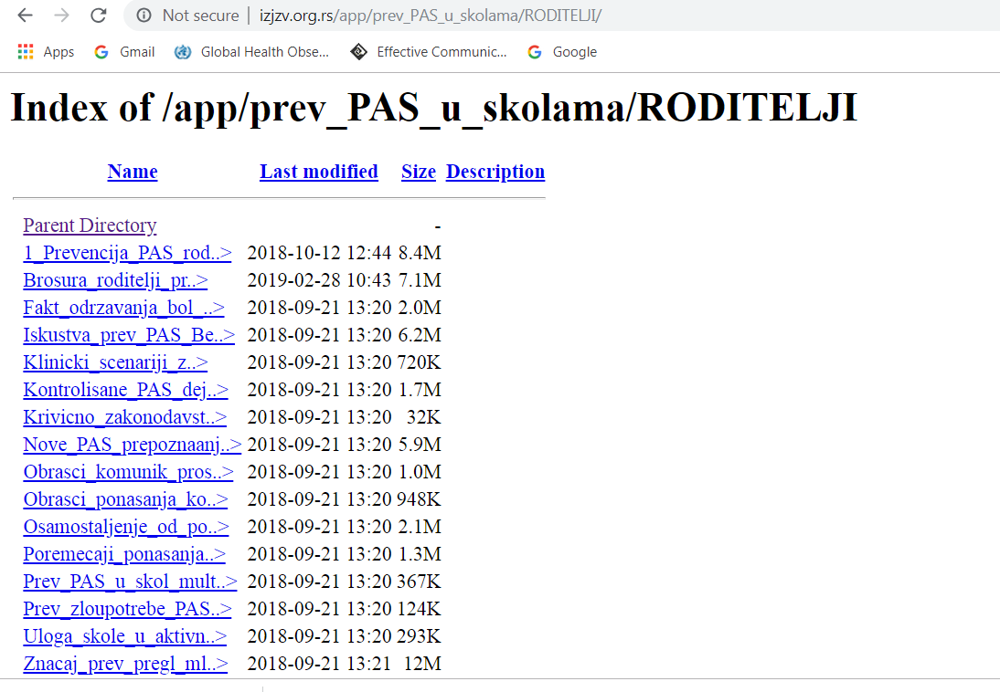 Not secure | izjzv.org.rs/app/prev_PAS_u_skolama/RODITELJI/
Apps Gmail Global Health Obse... Effective Communic... Google
Index of /app/prev_PAS_u_skolama/RODITELJI
Name Last modified Size Description
Parent Directory -
1_Prevencija_PAS_rod..> 2018-10-12 12:44 8.4M
Brosura_roditelji_pr..> 2019-02-28 10:43 7.1M
Fakt_odrzavanja_bol_..> 2018-09-21 13:20 2.0M
Iskustva_prev_PAS_Be..> 2018-09-21 13:20 6.2M
Klinicki_scenariji_z..> 2018-09-21 13:20 720K
Kontrolisane_PAS_dej..> 2018-09-21 13:20 1.7M
Krivicno_zakonodavst..> 2018-09-21 13:20 32K
Nove_PAS_prepoznaanj..> 2018-09-21 13:20 5.9M
Obrasci_komunik_pros..> 2018-09-21 13:20 1.0M
Obrasci_ponasanja_ko..> 2018-09-21 13:20 948K
Osamostaljenje_od_po..> 2018-09-21 13:20 2.1M
Poremecaji_ponasanja..> 2018-09-21 13:20 1.3M
Prev_PAS_u_skol_mult..> 2018-09-21 13:20 367K
Prev_zloupotrebe_PAS..> 2018-09-21 13:20 124K
Uloga_skole_u_aktivn..> 2018-09-21 13:20 293K
Znacaj_prev_pregl_ml..> 2018-09-21 13:21 12M